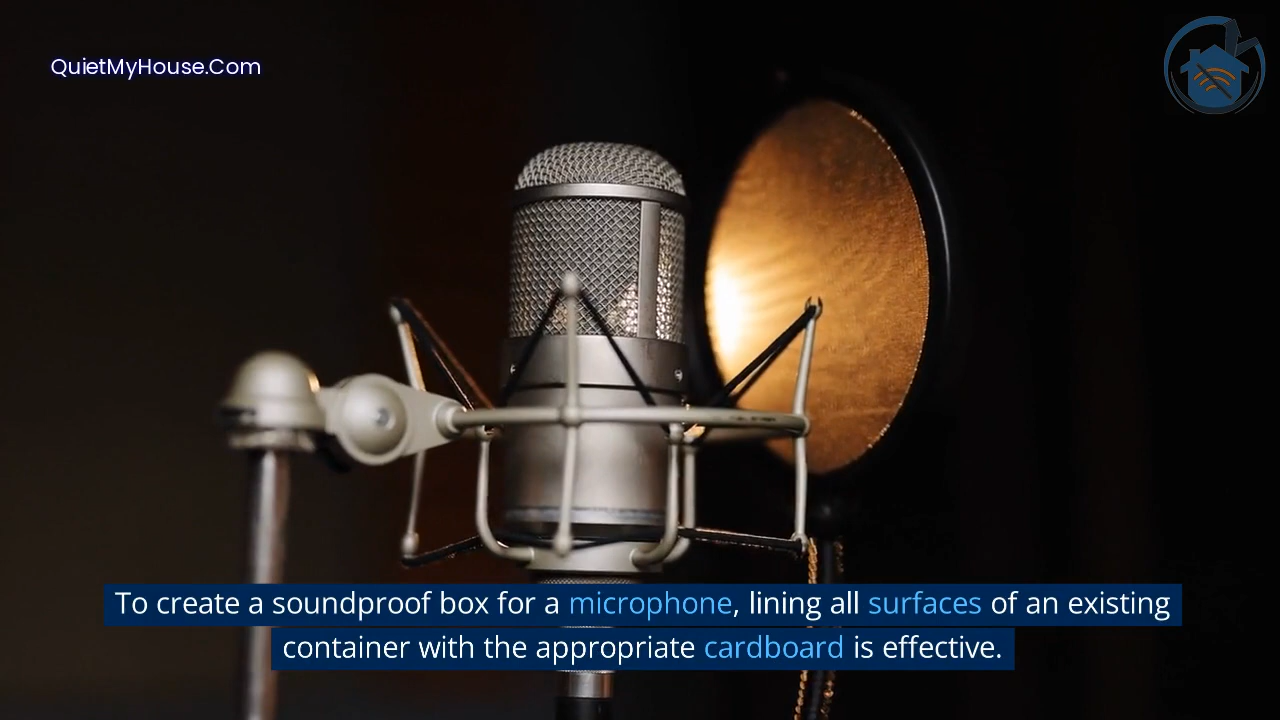 QuietMyHouse.Com
To create a soundproof box for a microphone, lining all surfaces of an existing
container with the appropriate cardboard is effective.